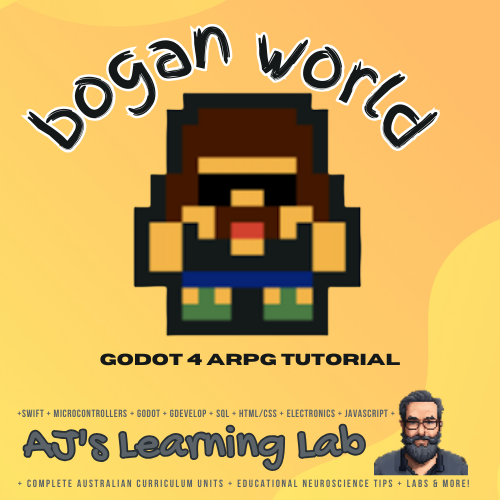 bogan world
GODOT 4 ARPG TUTORIAL
+SWIFT + MICROCONTROLLERS + GODOT + GDEVELOP + SQL + HTML/CSS + ELECTRONICS + JAVASCRIPT +
AJ's Learning Lab
+ COMPLETE AUSTRALIAN CURRICULUM UNITS + EDUCATIONAL NEUROSCIENCE TIPS + LABS & MORE!